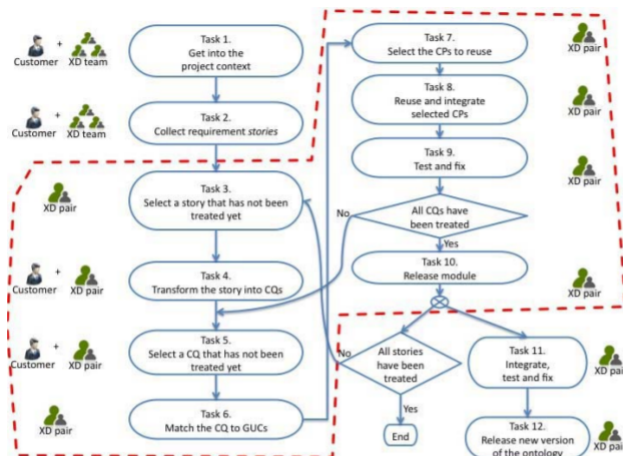 Customer
+
XD team
Task 1.
Get into the
project context
Customer
+
XD team
Task 2.
Collect requirement stories
XD pair
Task 3.
Select a story that has not been
treated yet
Customer
+
XD pair
Task 4.
Transform the story into CQs
Customer
+
XD pair
Task 5.
Select a CQ that has not been
treated yet
XD pair
Task 6.
Match the CQ to GUCs
Task 7.
Select the CPs to reuse
XD pair
Task 8.
Reuse and integrate
selected CPs
XD pair
Task 9.
Test and fix
XD pair
No
All CQs have
been treated
Yes
Task 10.
Release module
XD pair
No
All stories
have been
treated
Yes
End
Task 11.
Integrate,
test and fix
XD pair
Task 12.
Release new version
of the ontology
XD pair